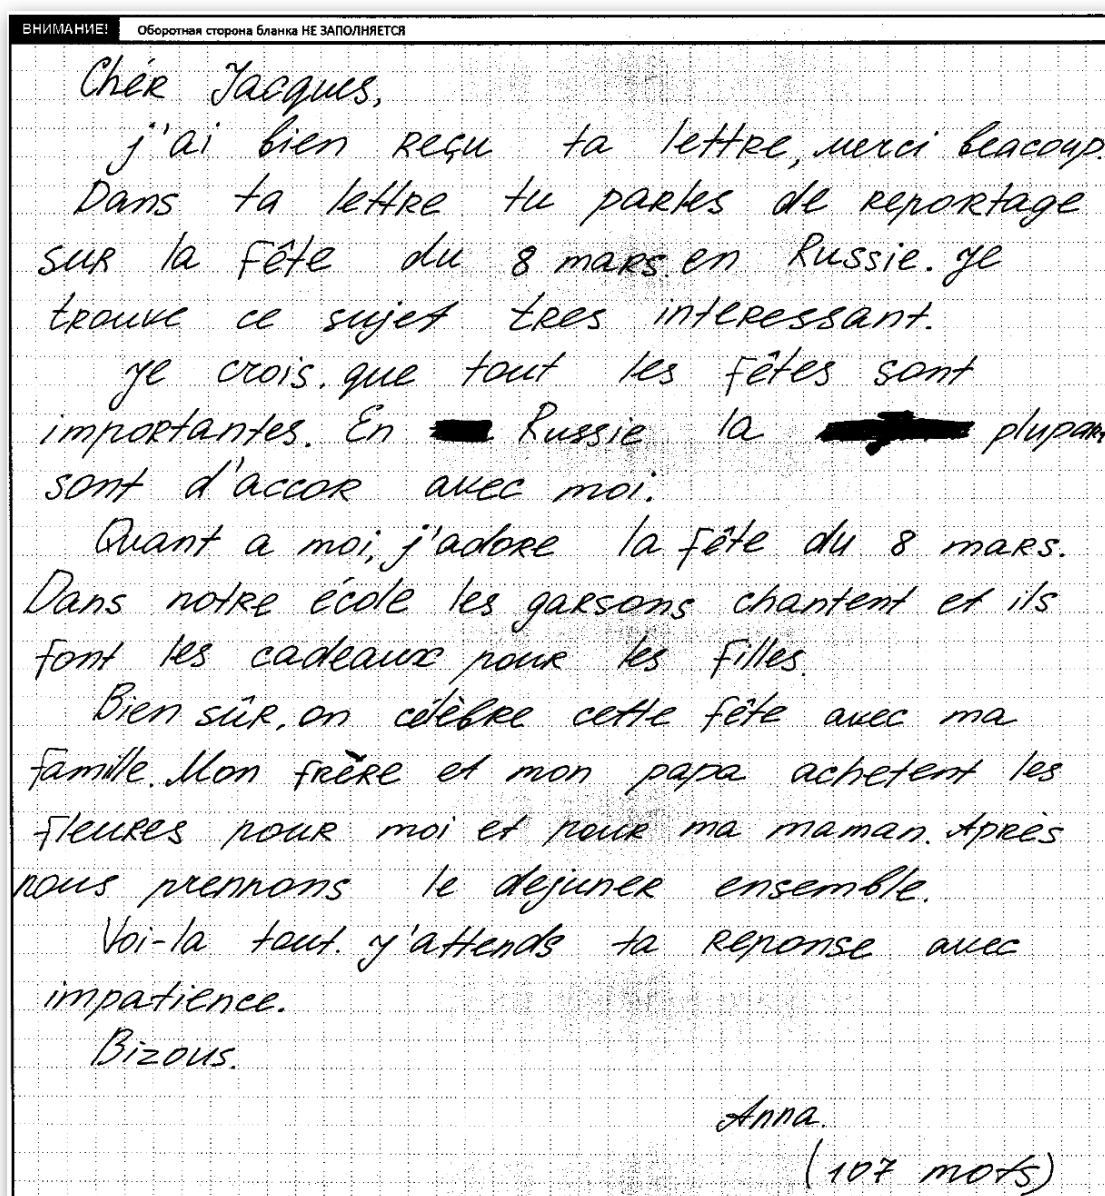 ВНИМАНИЕ! Оборотная сторона бланка НЕ ЗАПОЛНЯЕТСЯ
Chér Jacques,
j'ai bien reçu ta lettre, merci beacoup.
Dans ta lettre tu partes de reportage
sur la fête du 8 mars en Russie. Je
trouve ce sujet tres interessant.
Je crois que tout les fêtes sont
importantes. En Russie la plupart
sont d'accor avec moi.
Quant a moi, j'adore la fête du 8 mars.
Dans notre école les garsons chantent et ils
font les cadeaux pour les filles.
Bien sûr, on célèbre cette fête avec ma
famille. Mon frère et mon papa achetent les
fleures pour moi et pour ma maman. Après
nous prennons le dejuner ensemble.
Voi-la tout. J'attends ta reponse avec
impatience.
Bizous.
Anna.
(107 mots)